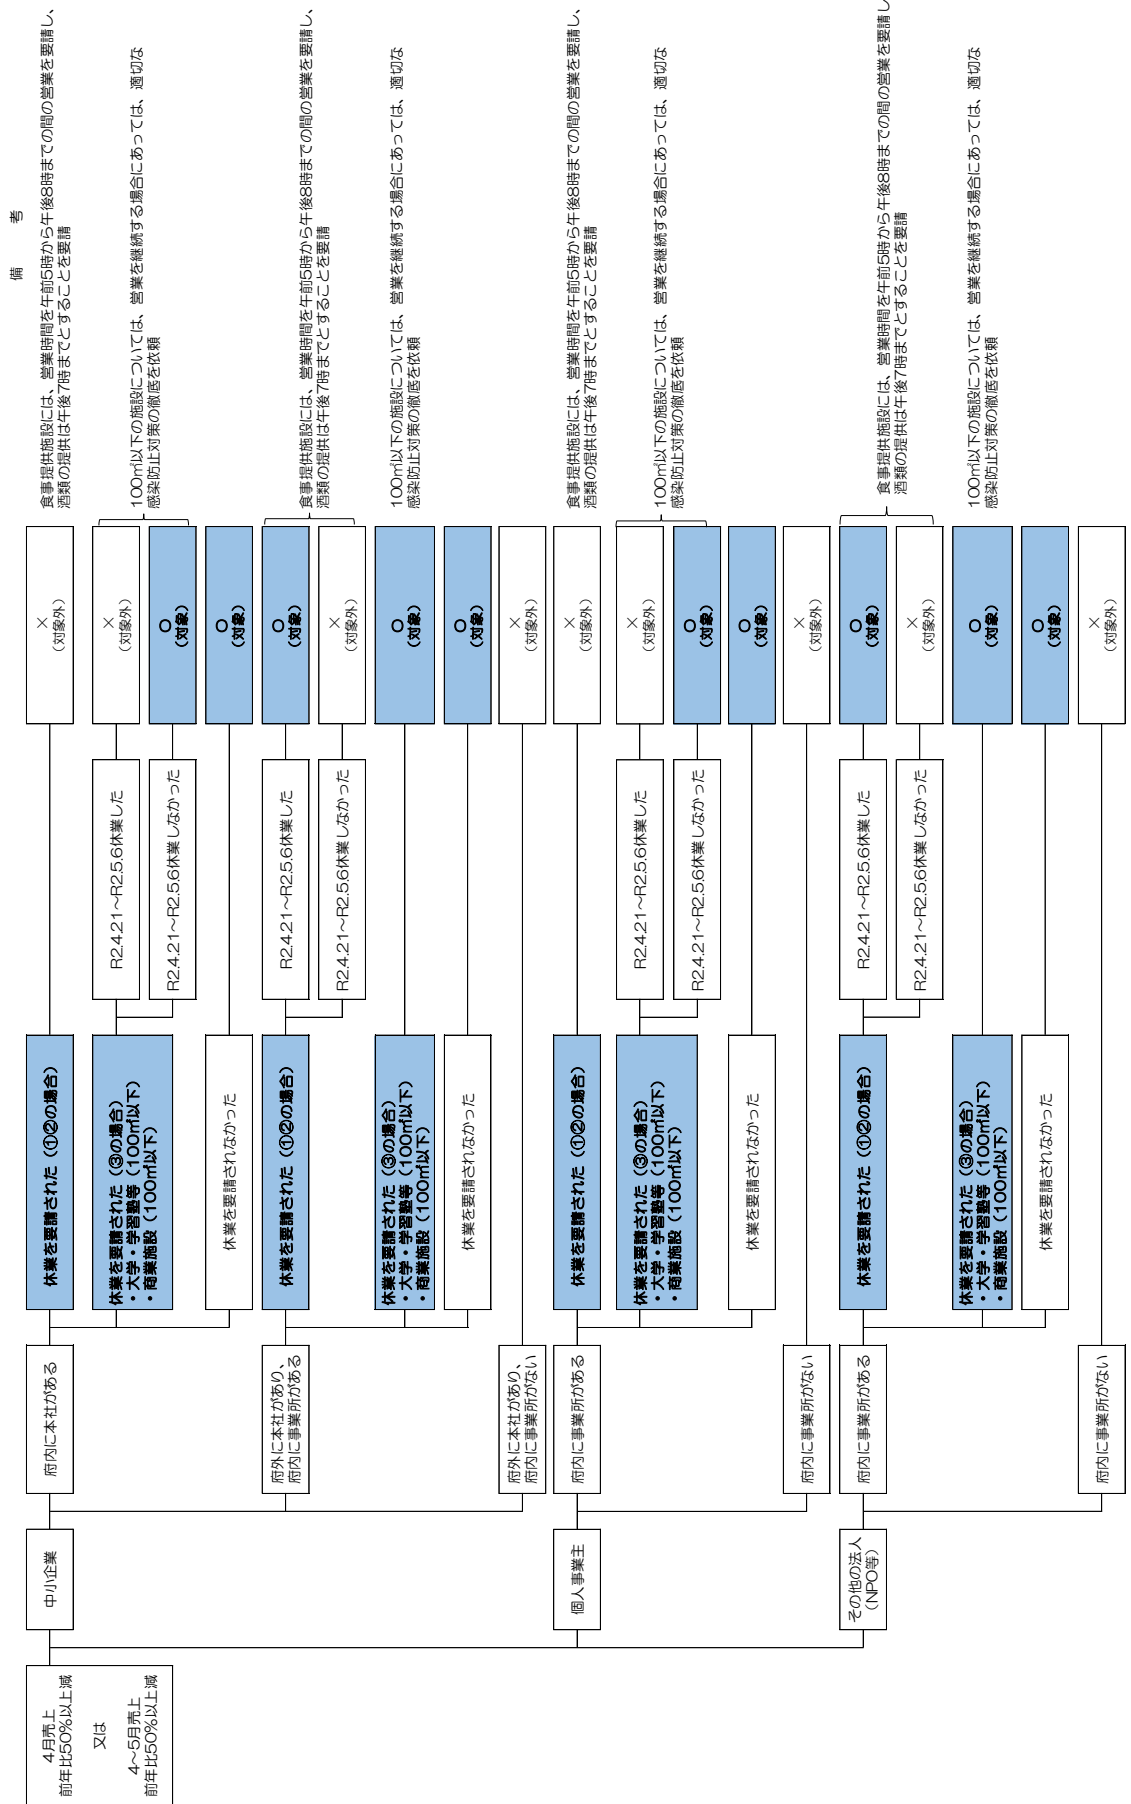 備　　　考
4月売上
前年比50%以上減
又は
4～5月売上
前年比50%以上減
中小企業
府内に本社がある
休業を要請された（①②の場合）
×
（対象外）
食事提供施設には、営業時間を午前5時から午後8時までの間の営業を要請し、
酒類の提供は午後7時までとすることを要請
休業を要請された（③の場合）
・大学・学習塾等（100㎡以下）
・商業施設（100㎡以下）
R2.4.21～R2.5.6休業した
×
（対象外）
100㎡以下の施設については、営業を継続する場合にあっては、適切な
感染防止対策の徹底を依頼
R2.4.21～R2.5.6休業しなかった
○
（対象）
休業を要請されなかった
○
（対象）
府外に本社があり、
府内に事業所がある
休業を要請された（①②の場合）
R2.4.21～R2.5.6休業した
○
（対象）
食事提供施設には、営業時間を午前5時から午後8時までの間の営業を要請し、
酒類の提供は午後7時までとすることを要請
R2.4.21～R2.5.6休業しなかった
×
（対象外）
休業を要請された（③の場合）
・大学・学習塾等（100㎡以下）
・商業施設（100㎡以下）
○
（対象）
100㎡以下の施設については、営業を継続する場合にあっては、適切な
感染防止対策の徹底を依頼
休業を要請されなかった
○
（対象）
府外に本社があり、
府内に事業所がない
×
（対象外）
個人事業主
府内に事業所がある
休業を要請された（①②の場合）
×
（対象外）
食事提供施設には、営業時間を午前5時から午後8時までの間の営業を要請し、
酒類の提供は午後7時までとすることを要請
休業を要請された（③の場合）
・大学・学習塾等（100㎡以下）
・商業施設（100㎡以下）
R2.4.21～R2.5.6休業した
×
（対象外）
100㎡以下の施設については、営業を継続する場合にあっては、適切な
感染防止対策の徹底を依頼
R2.4.21～R2.5.6休業しなかった
○
（対象）
休業を要請されなかった
○
（対象）
府内に事業所がない
×
（対象外）
その他の法人
（NPO等）
府内に事業所がある
休業を要請された（①②の場合）
R2.4.21～R2.5.6休業した
○
（対象）
食事提供施設には、営業時間を午前5時から午後8時までの間の営業を要請し
酒類の提供は午後7時までとすることを要請
R2.4.21～R2.5.6休業しなかった
×
（対象外）
休業を要請された（③の場合）
・大学・学習塾等（100㎡以下）
・商業施設（100㎡以下）
○
（対象）
100㎡以下の施設については、営業を継続する場合にあっては、適切な
感染防止対策の徹底を依頼
休業を要請されなかった
○
（対象）
府内に事業所がない
×
（対象外）